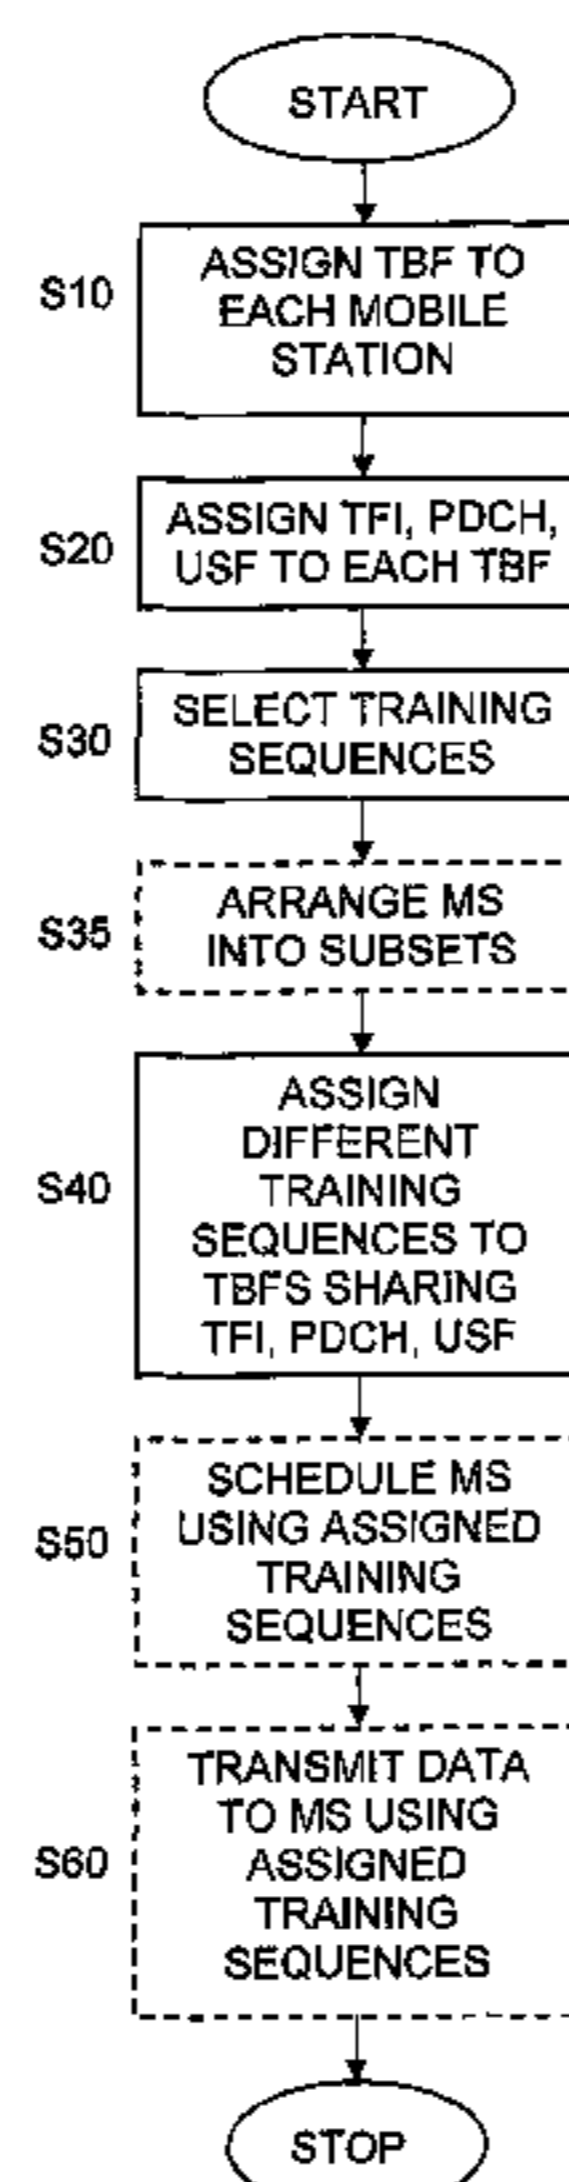 START
S10
ASSIGN TBF TO
EACH MOBILE
STATION
S20
ASSIGN TFI, PDCH,
USF TO EACH TBF
S30
SELECT TRAINING
SEQUENCES
S35
ARRANGE MS
INTO SUBSETS
S40
ASSIGN
DIFFERENT
TRAINING
SEQUENCES TO
TBFS SHARING
TFI, PDCH, USF
S50
SCHEDULE MS
USING ASSIGNED
TRAINING
SEQUENCES
S60
TRANSMIT DATA
TO MS USING
ASSIGNED
TRAINING
SEQUENCES
STOP